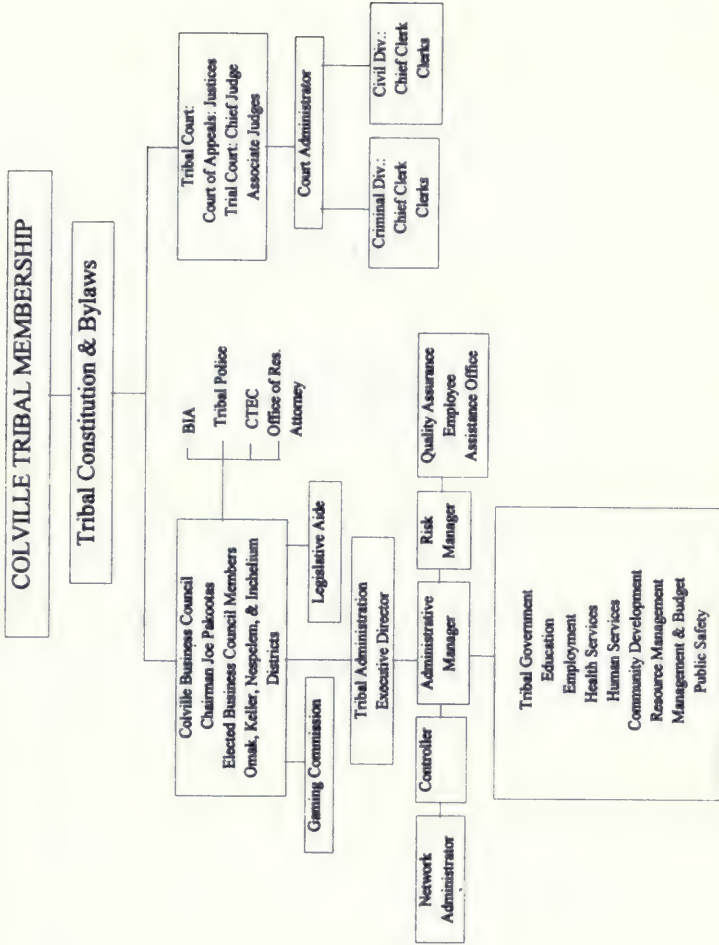 COLVILLE TRIBAL MEMBERSHIP
Tribal Constitution & Bylaws
Colville Business Council
Chairman Joe Pakootas
Elected Business Council Members
Omak, Keller, Nespelem, & Inchelium
Districts
BIA
Tribal Police
CTEC
Office of Res.
Attorney
Tribal Court:
Court of Appeals: Justices
Trial Court: Chief Judge
Associate Judges
Gaming Commission
Legislative Aide
Court Administrator
Tribal Administration
Executive Director
Criminal Div.:
Chief Clerk
Clerks
Civil Div.:
Chief Clerk
Clerks
Network
Administrator
Controller
Administrative
Manager
Risk
Manager
Quality Assurance
Employee
Assistance Office
Tribal Government
Education
Employment
Health Services
Human Services
Community Development
Resource Management
Management & Budget
Public Safety